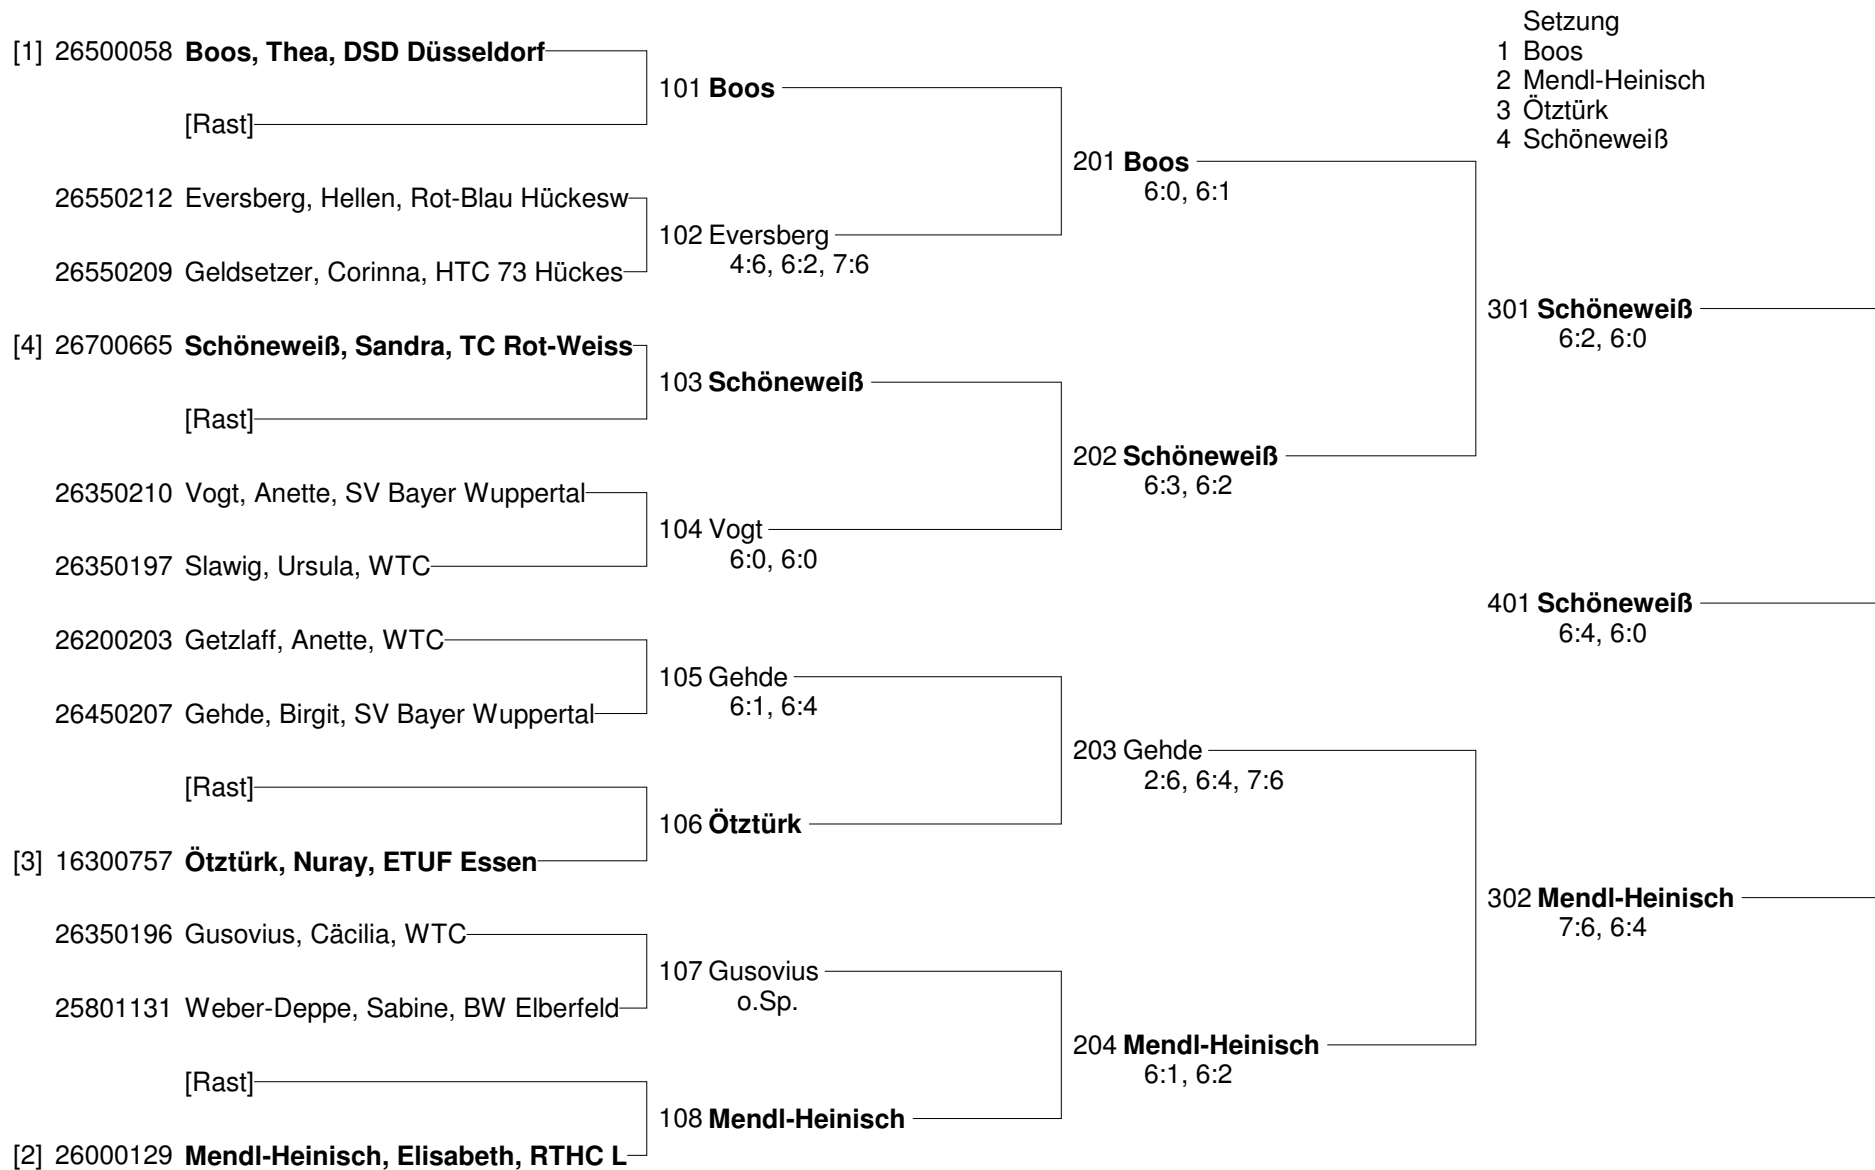 Setzung
1 Boos
2 Mendl-Heinisch
3 Ötztürk
4 Schöneweiß
[1] 26500058 Boos, Thea, DSD Düsseldorf
[Rast]
26550212 Eversberg, Hellen, Rot-Blau Hückesw
26550209 Geldsetzer, Corinna, HTC 73 Hückes
[4] 26700665 Schöneweiß, Sandra, TC Rot-Weiss
[Rast]
26350210 Vogt, Anette, SV Bayer Wuppertal
26350197 Slawig, Ursula, WTC
26200203 Getzlaff, Anette, WTC
26450207 Gehde, Birgit, SV Bayer Wuppertal
[Rast]
[3] 16300757 Ötztürk, Nuray, ETUF Essen
26350196 Gusovius, Cäcilia, WTC
25801131 Weber-Deppe, Sabine, BW Elberfeld
[Rast]
[2] 26000129 Mendl-Heinisch, Elisabeth, RTHC L
101 Boos
102 Eversberg
4:6, 6:2, 7:6
103 Schöneweiß
104 Vogt
6:0, 6:0
105 Gehde
6:1, 6:4
106 Ötztürk
107 Gusovius
o.Sp.
108 Mendl-Heinisch
201 Boos
6:0, 6:1
202 Schöneweiß
6:3, 6:2
203 Gehde
2:6, 6:4, 7:6
204 Mendl-Heinisch
6:1, 6:2
301 Schöneweiß
6:2, 6:0
401 Schöneweiß
6:4, 6:0
302 Mendl-Heinisch
7:6, 6:4